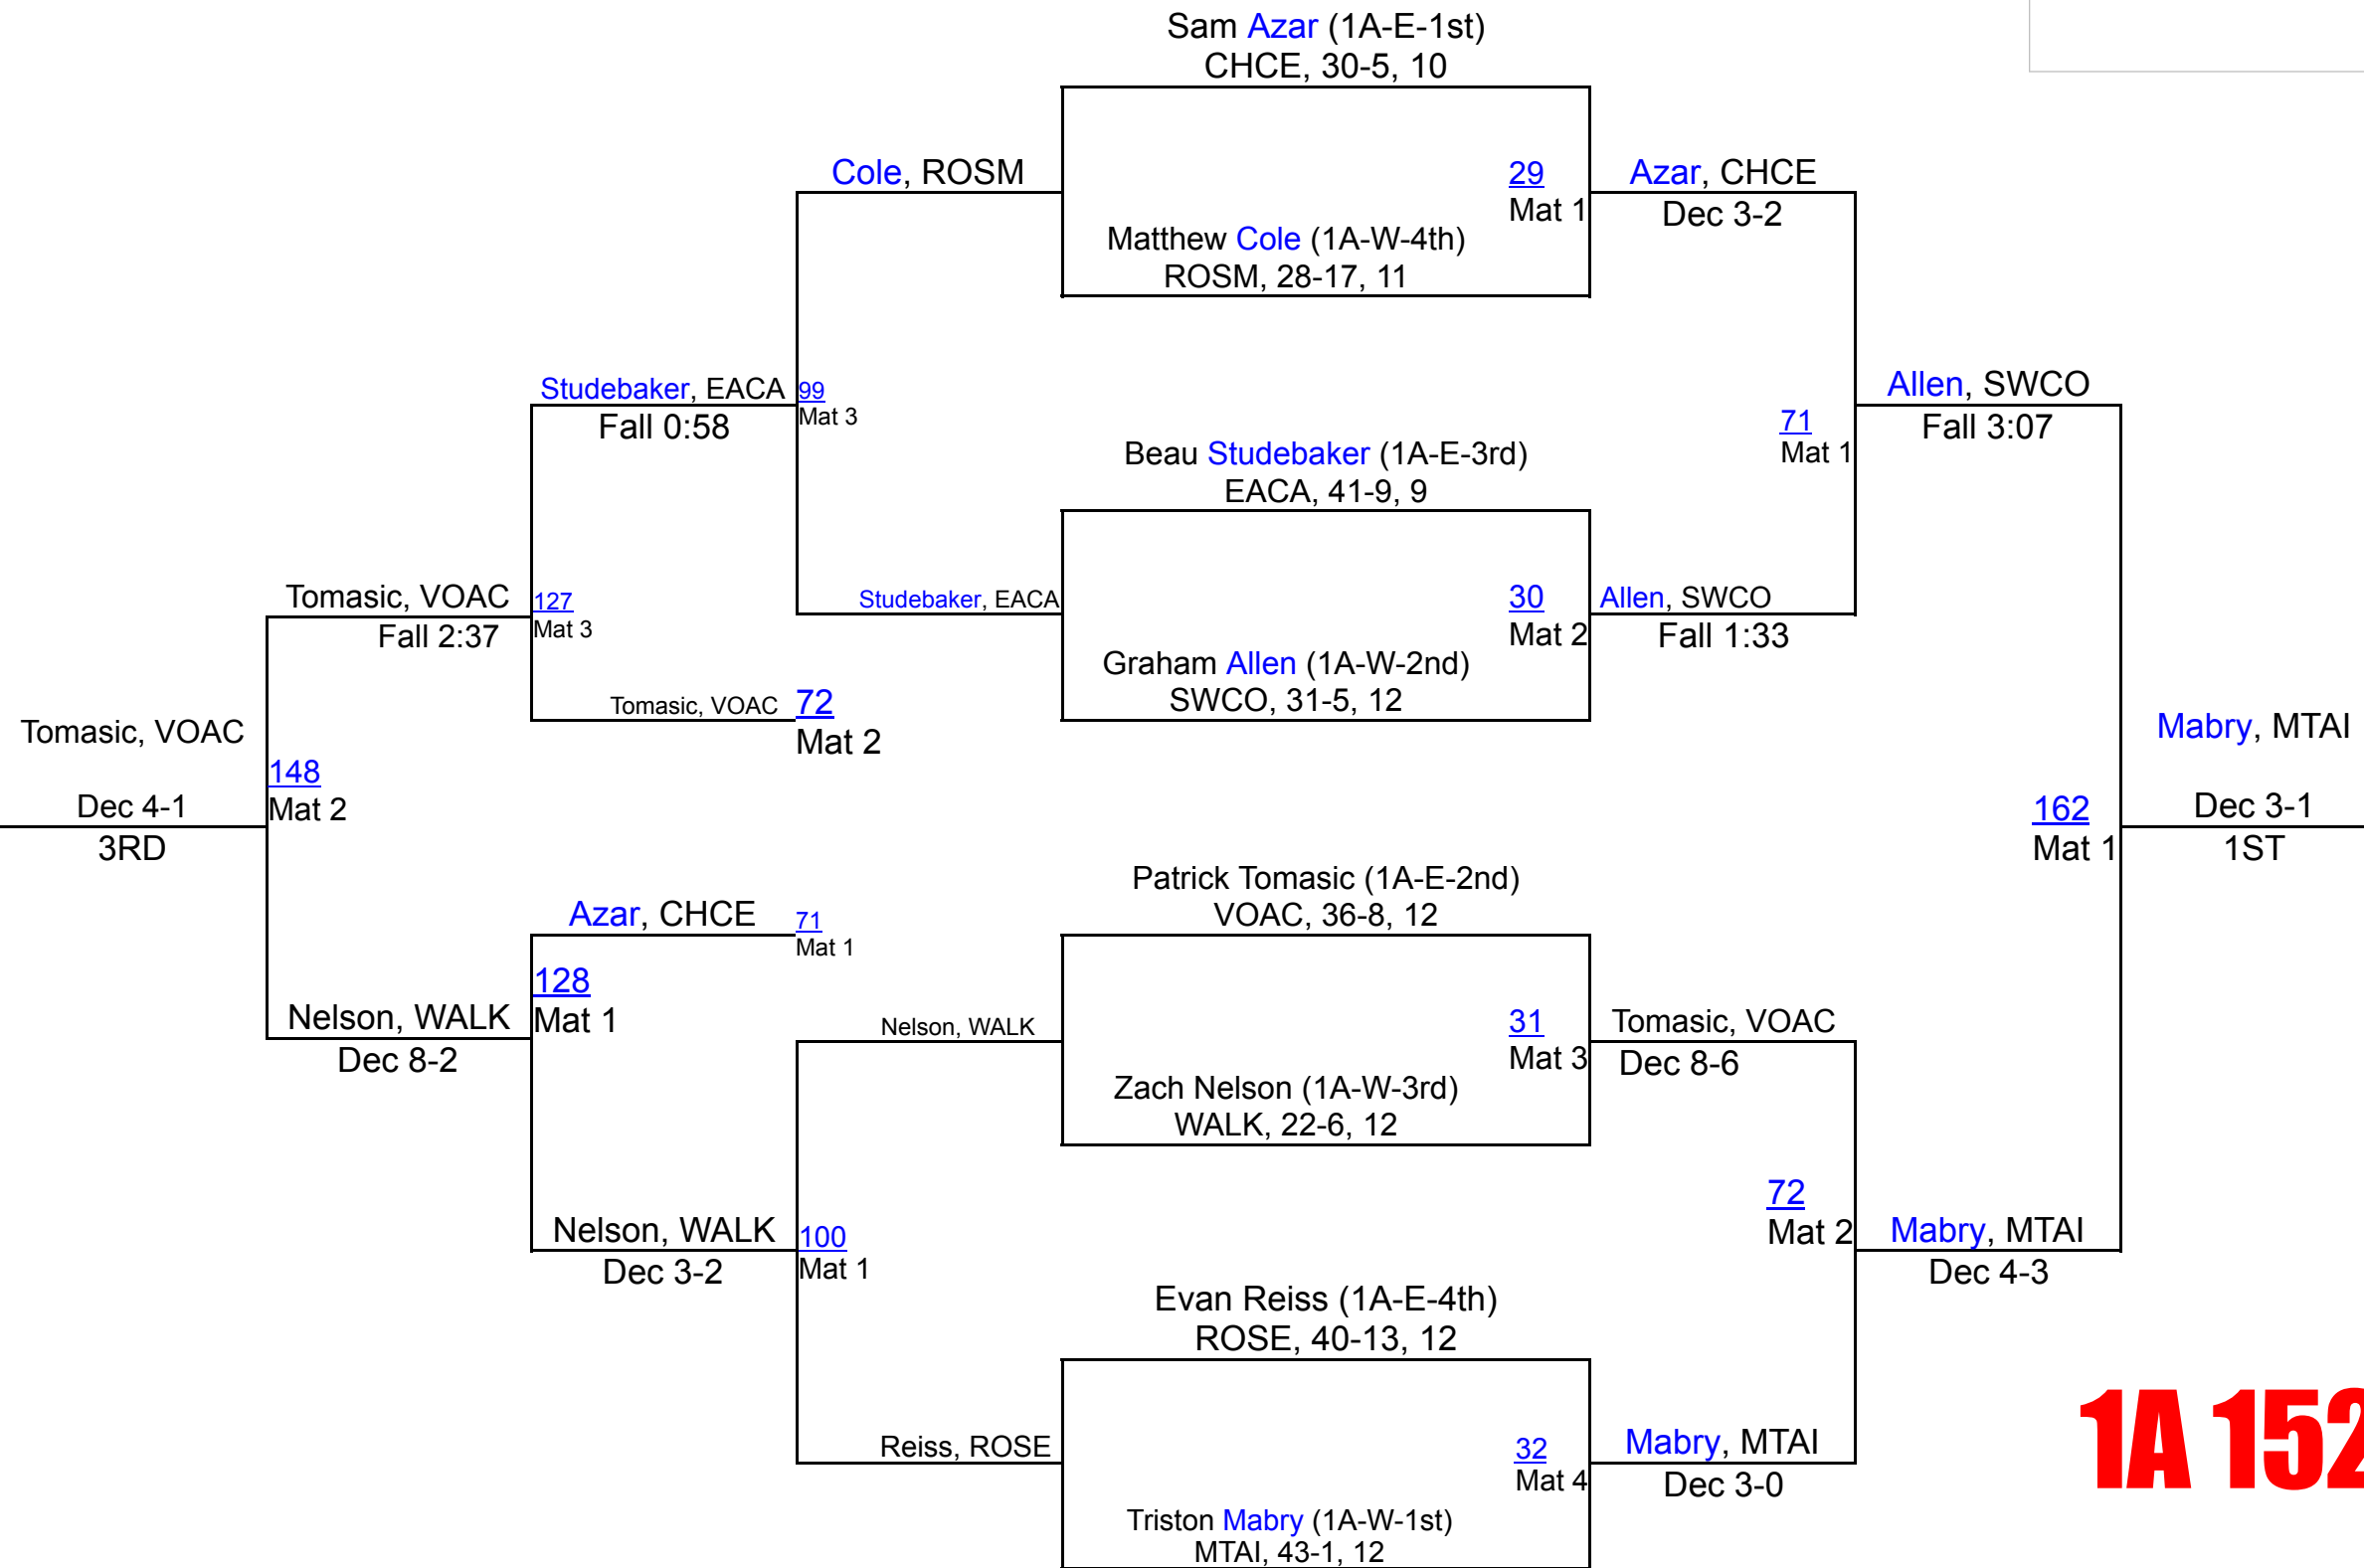 Sam Azar (1A-E-1st)
CHCE, 30-5, 10
Cole, ROSM
29
Mat 1
Azar, CHCE
Dec 3-2
Matthew Cole (1A-W-4th)
ROSM, 28-17, 11
Studebaker, EACA
Fall 0:58
99
Mat 3
71
Mat 1
Allen, SWCO
Fall 3:07
Beau Studebaker (1A-E-3rd)
EACA, 41-9, 9
Tomasic, VOAC
Fall 2:37
127
Mat 3
Studebaker, EACA
30
Mat 2
Allen, SWCO
Fall 1:33
Graham Allen (1A-W-2nd)
SWCO, 31-5, 12
Tomasic, VOAC
72
Mat 2
Tomasic, VOAC
Dec 4-1
3RD
148
Mat 2
Mabry, MTAI
Dec 3-1
1ST
162
Mat 1
Patrick Tomasic (1A-E-2nd)
VOAC, 36-8, 12
Azar, CHCE
71
Mat 1
128
Mat 1
Nelson, WALK
Dec 8-2
Nelson, WALK
31
Mat 3
Tomasic, VOAC
Dec 8-6
Zach Nelson (1A-W-3rd)
WALK, 22-6, 12
Nelson, WALK
Dec 3-2
100
Mat 1
72
Mat 2
Mabry, MTAI
Dec 4-3
Evan Reiss (1A-E-4th)
ROSE, 40-13, 12
Reiss, ROSE
32
Mat 4
Mabry, MTAI
Dec 3-0
Triston Mabry (1A-W-1st)
MTAI, 43-1, 12
1A 152